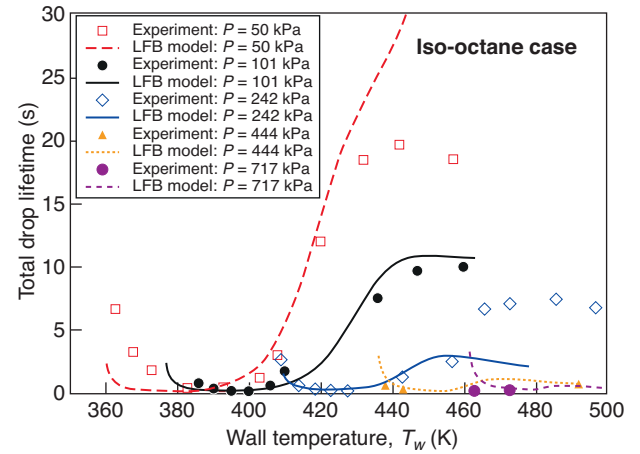 Iso-octane case
Experiment: P = 50 kPa
LFB model: P = 50 kPa
Experiment: P = 101 kPa
LFB model: P = 101 kPa
Experiment: P = 242 kPa
LFB model: P = 242 kPa
Experiment: P = 444 kPa
LFB model: P = 444 kPa
Experiment: P = 717 kPa
LFB model: P = 717 kPa
Total drop lifetime (s)
30
25
20
15
10
5
0
360 380 400 420 440 460 480 500
Wall temperature, Tw (K)